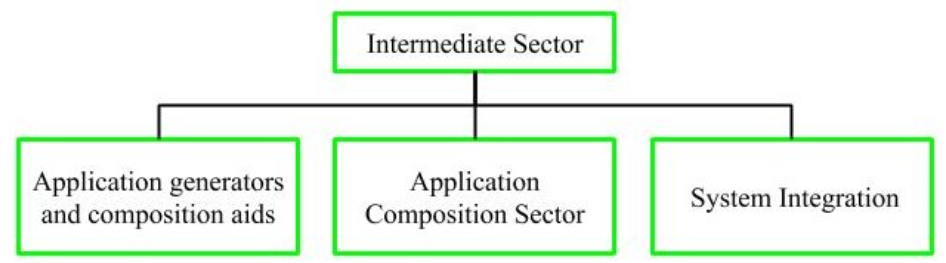 Intermediate Sector
Application generators
and composition aids
Application
Composition Sector
System Integration